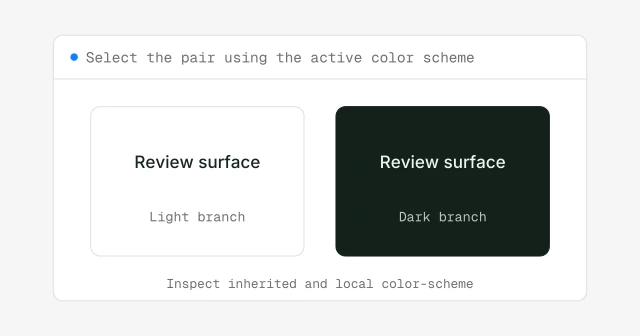 Select the pair using the active color scheme
Review surface
Light branch
Review surface
Dark branch
Inspect inherited and local color-scheme